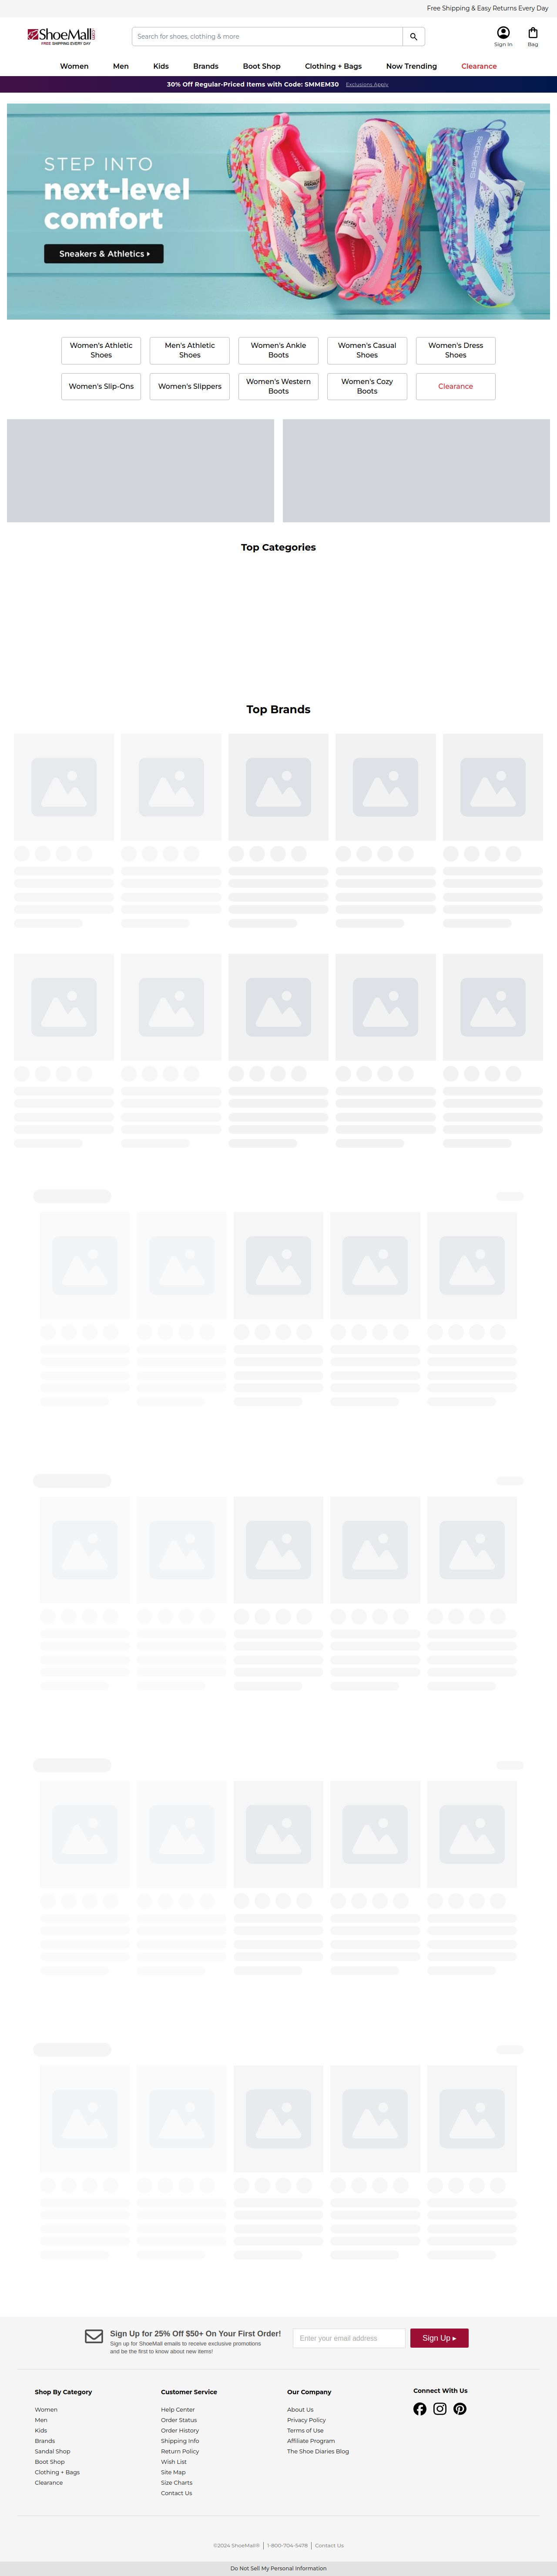 Free Shipping & Easy Returns Every Day
ShoeMall.com
FREE SHIPPING EVERY DAY
Search for shoes, clothing & more
Sign In
Bag
Women Men Kids Brands Boot Shop Clothing + Bags Now Trending Clearance
30% Off Regular-Priced Items with Code: SMMEM30 Exclusions Apply
STEP INTO
next-level
comfort
Sneakers & Athletics
SKECHERS
Women's Athletic
Shoes
Men's Athletic
Shoes
Women's Ankle
Boots
Women's Casual
Shoes
Women's Dress
Shoes
Women's Slip-Ons
Women's Slippers
Women's Western
Boots
Women's Cozy
Boots
Clearance
Top Categories
Top Brands
Sign Up for 25% Off $50+ On Your First Order!
Sign up for ShoeMall emails to receive exclusive promotions
and be the first to know about new items!
Enter your email address
Sign Up ▸
Shop By Category
Women
Men
Kids
Brands
Sandal Shop
Boot Shop
Clothing + Bags
Clearance
Customer Service
Help Center
Order Status
Order History
Shipping Info
Return Policy
Wish List
Site Map
Size Charts
Contact Us
Our Company
About Us
Privacy Policy
Terms of Use
Affiliate Program
The Shoe Diaries Blog
Connect With Us
©2024 ShoeMall® | 1-800-704-5478 | Contact Us
Do Not Sell My Personal Information